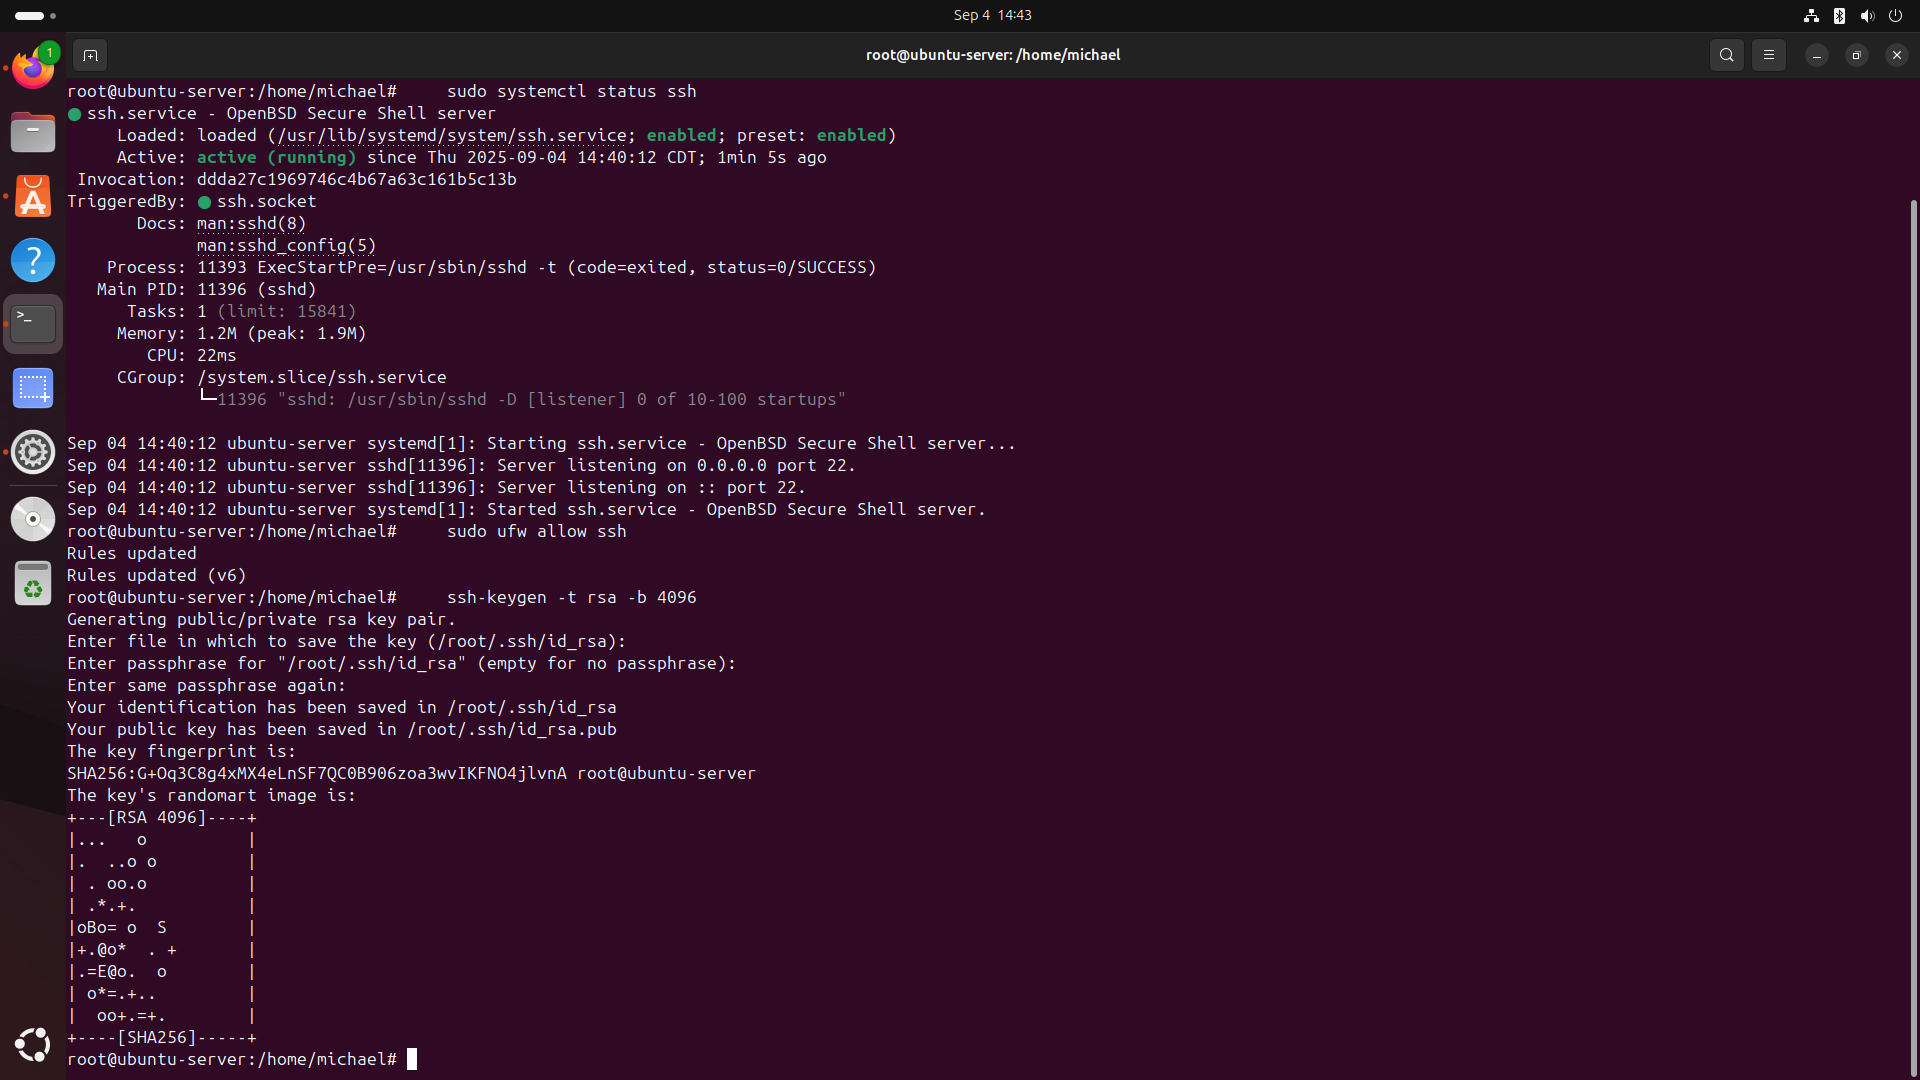 Sep 4 14:43
1
root@ubuntu-server: /home/michael
root@ubuntu-server:/home/michael#     sudo systemctl status ssh
● ssh.service - OpenBSD Secure Shell server
     Loaded: loaded (/usr/lib/systemd/system/ssh.service; enabled; preset: enabled)
     Active: active (running) since Thu 2025-09-04 14:40:12 CDT; 1min 5s ago
 Invocation: ddda27c1969746c4b67a63c161b5c13b
TriggeredBy: ● ssh.socket
       Docs: man:sshd(8)
             man:sshd_config(5)
    Process: 11393 ExecStartPre=/usr/sbin/sshd -t (code=exited, status=0/SUCCESS)
   Main PID: 11396 (sshd)
      Tasks: 1 (limit: 15841)
     Memory: 1.2M (peak: 1.9M)
        CPU: 22ms
     CGroup: /system.slice/ssh.service
             └─11396 "sshd: /usr/sbin/sshd -D [listener] 0 of 10-100 startups"
Sep 04 14:40:12 ubuntu-server systemd[1]: Starting ssh.service - OpenBSD Secure Shell server...
Sep 04 14:40:12 ubuntu-server sshd[11396]: Server listening on 0.0.0.0 port 22.
Sep 04 14:40:12 ubuntu-server sshd[11396]: Server listening on :: port 22.
Sep 04 14:40:12 ubuntu-server systemd[1]: Started ssh.service - OpenBSD Secure Shell server.
root@ubuntu-server:/home/michael#     sudo ufw allow ssh
Rules updated
Rules updated (v6)
root@ubuntu-server:/home/michael#     ssh-keygen -t rsa -b 4096
Generating public/private rsa key pair.
Enter file in which to save the key (/root/.ssh/id_rsa):
Enter passphrase for "/root/.ssh/id_rsa" (empty for no passphrase):
Enter same passphrase again:
Your identification has been saved in /root/.ssh/id_rsa
Your public key has been saved in /root/.ssh/id_rsa.pub
The key fingerprint is:
SHA256:G+Oq3C8g4xMX4eLnSF7QC0B906zoa3wvIKFNO4jlvnA root@ubuntu-server
The key's randomart image is:
+---[RSA 4096]----+
|...   o          |
|.  ..o o         |
| . oo.o          |
| .*.+.           |
|oBo= o  S        |
|+.@o*  . +       |
|.=E@o.  o        |
| o*=.+..         |
|  oo+.=+.        |
+----[SHA256]-----+
root@ubuntu-server:/home/michael#